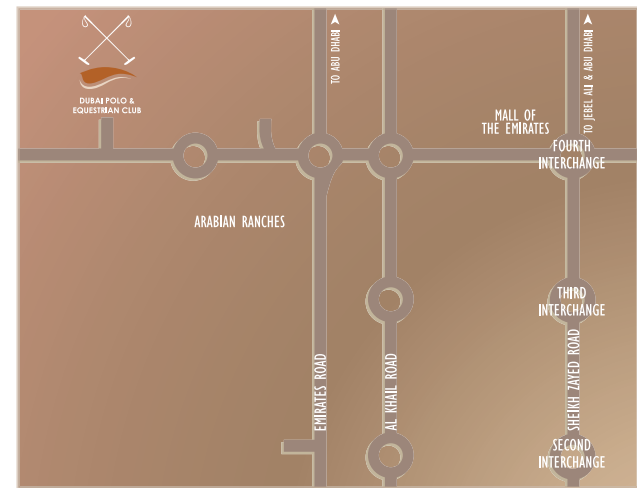 TO ABU DHABI
TO JEBEL ALI & ABU DHABI
DUBAI POLO &
EQUESTRIAN CLUB
MALL OF
THE EMIRATES
FOURTH
INTERCHANGE
ARABIAN RANCHES
THIRD
INTERCHANGE
EMIRATES ROAD
AL KHAIL ROAD
SHEIKH ZAYED ROAD
SECOND
INTERCHANGE